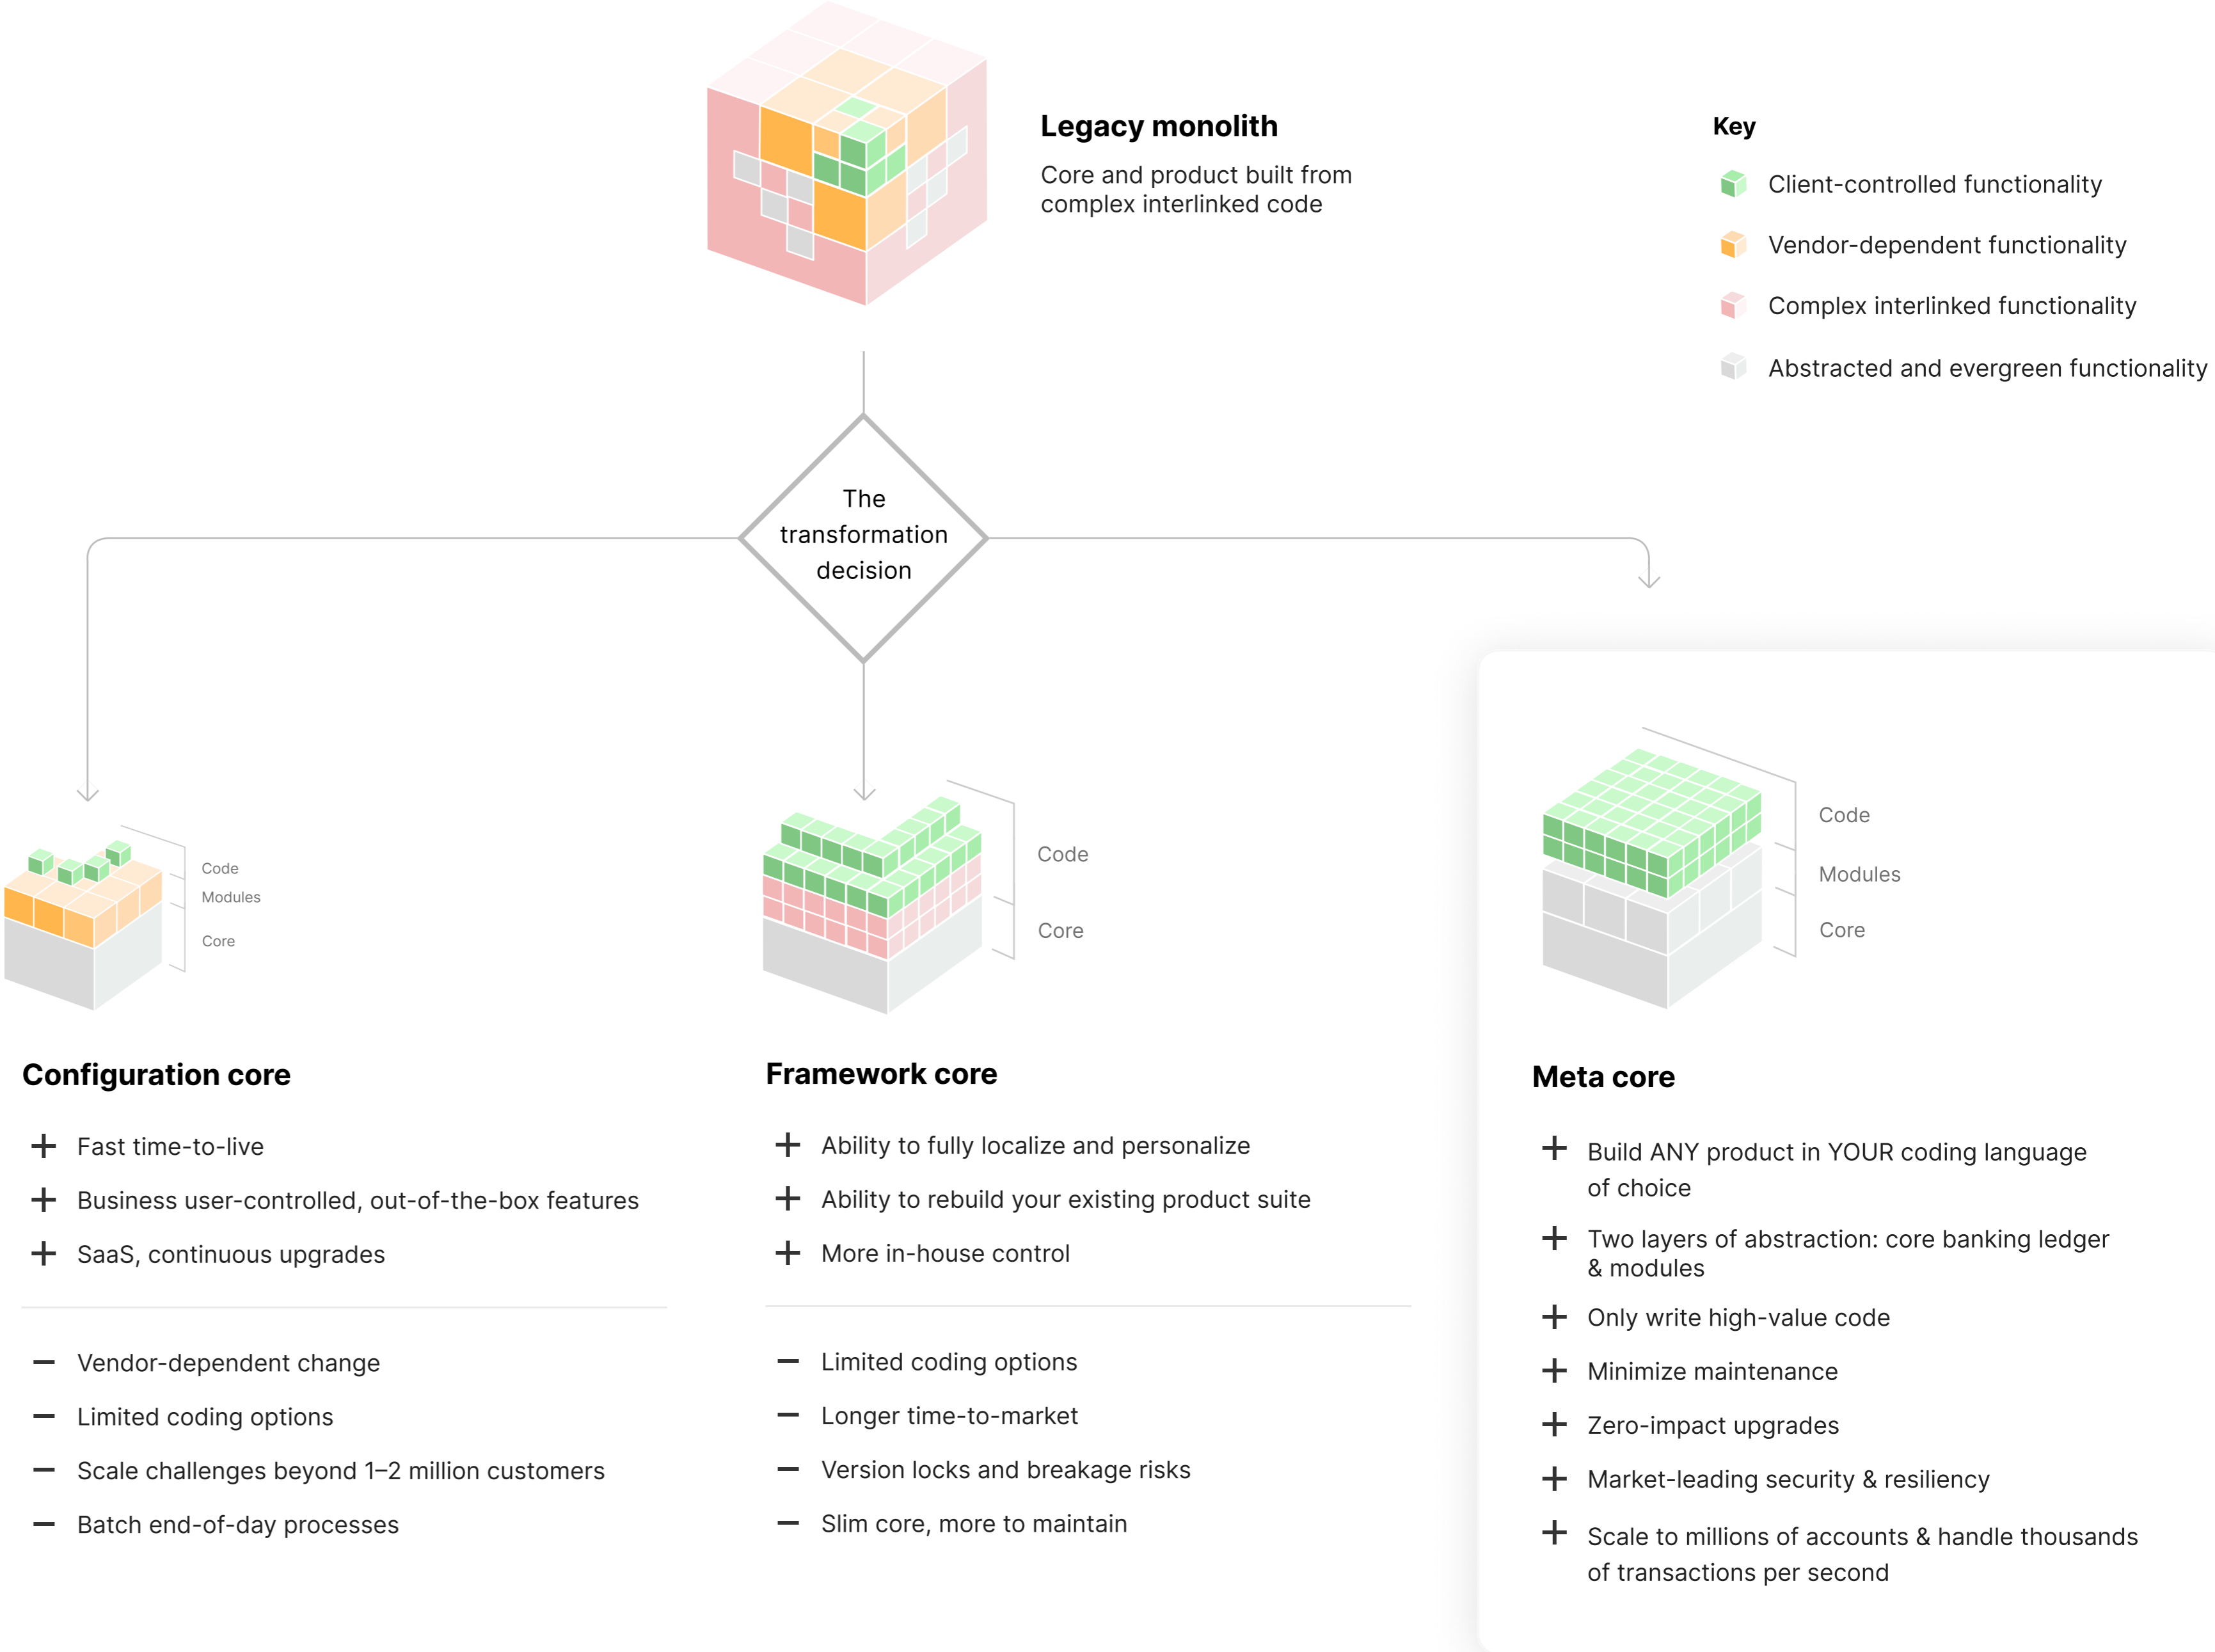 Legacy monolith
Core and product built from
complex interlinked code
Key
Client-controlled functionality
Vendor-dependent functionality
Complex interlinked functionality
Abstracted and evergreen functionality
The
transformation
decision
Code
Modules
Core
Configuration core
+ Fast time-to-live
+ Business user-controlled, out-of-the-box features
+ SaaS, continuous upgrades
− Vendor-dependent change
− Limited coding options
− Scale challenges beyond 1–2 million customers
− Batch end-of-day processes
Code
Core
Framework core
+ Ability to fully localize and personalize
+ Ability to rebuild your existing product suite
+ More in-house control
− Limited coding options
− Longer time-to-market
− Version locks and breakage risks
− Slim core, more to maintain
Code
Modules
Core
Meta core
+ Build ANY product in YOUR coding language
of choice
+ Two layers of abstraction: core banking ledger
& modules
+ Only write high-value code
+ Minimize maintenance
+ Zero-impact upgrades
+ Market-leading security & resiliency
+ Scale to millions of accounts & handle thousands
of transactions per second